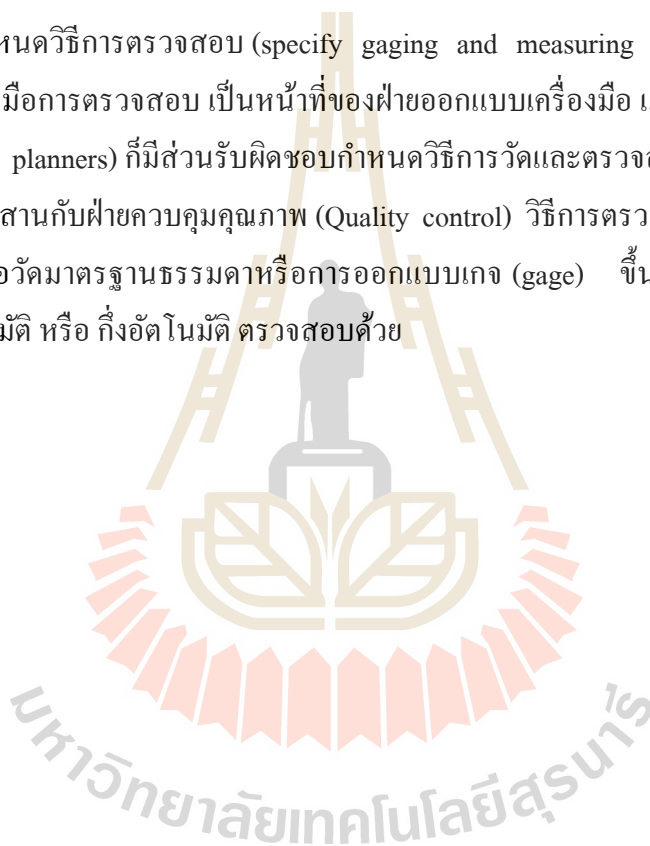 หนดวิธีการตรวจสอบ (specify gaging and measuring
มือการตรวจสอบ เป็นหน้าที่ของฝ่ายออกแบบเครื่องมือ
planners) ก็มีส่วนรับผิดชอบกำหนดวิธีการวัดและตรวจส
สานกับฝ่ายควบคุมคุณภาพ (Quality control) วิธีการตรว
อวัดมาตรฐานธรรมดาหรือการออกแบบเกจ (gage) ขึ้น
มัติ หรือ กึ่งอัตโนมัติ ตรวจสอบด้วย
มหาวิทยาลัยเทคโนโลยีสุรนารี